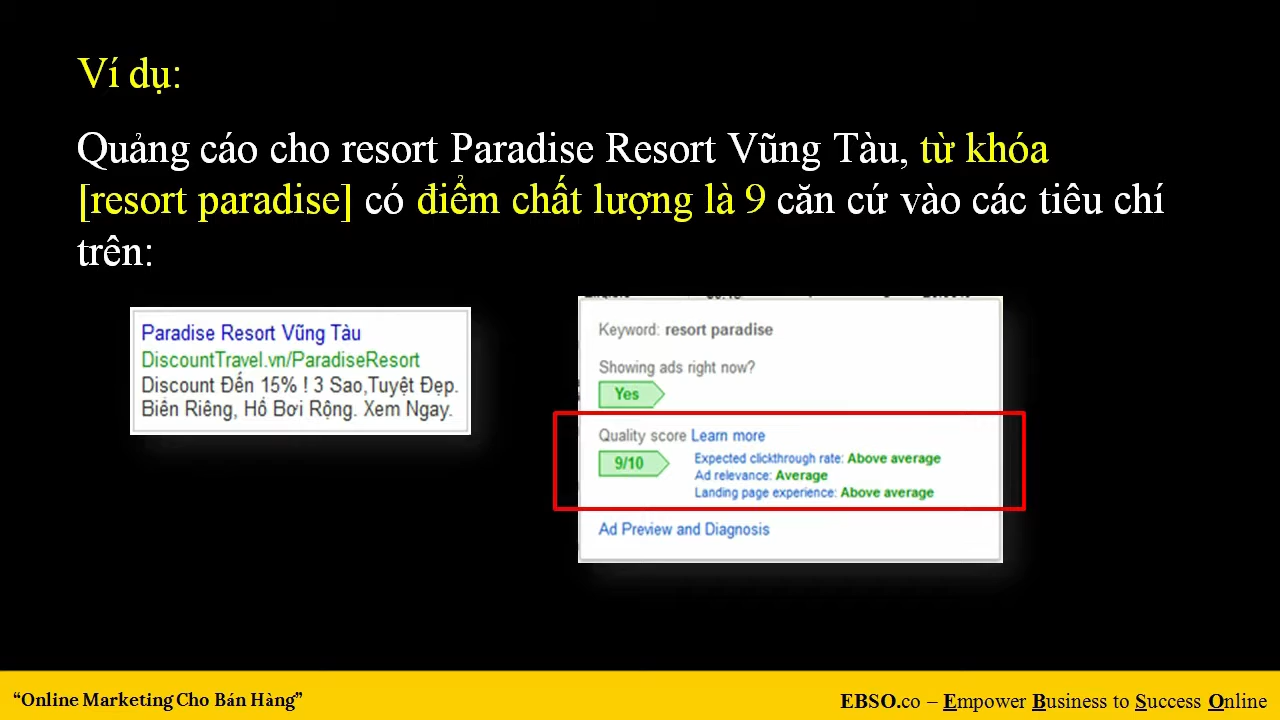 Ví dụ:
Quảng cáo cho resort Paradise Resort Vũng Tàu, từ khóa
[resort paradise] có điểm chất lượng là 9 căn cứ vào các tiêu chí
trên:
Paradise Resort Vũng Tàu
DiscountTravel.vn/ParadiseResort
Discount Đến 15% ! 3 Sao,Tuyệt Đẹp.
Biển Riêng, Hồ Bơi Rộng. Xem Ngay.
Keyword: resort paradise
Showing ads right now?
Yes
Quality score Learn more
9/10
Expected clickthrough rate: Above average
Ad relevance: Average
Landing page experience: Above average
Ad Preview and Diagnosis
“Online Marketing Cho Bán Hàng”
EBSO.co – Empower Business to Success Online